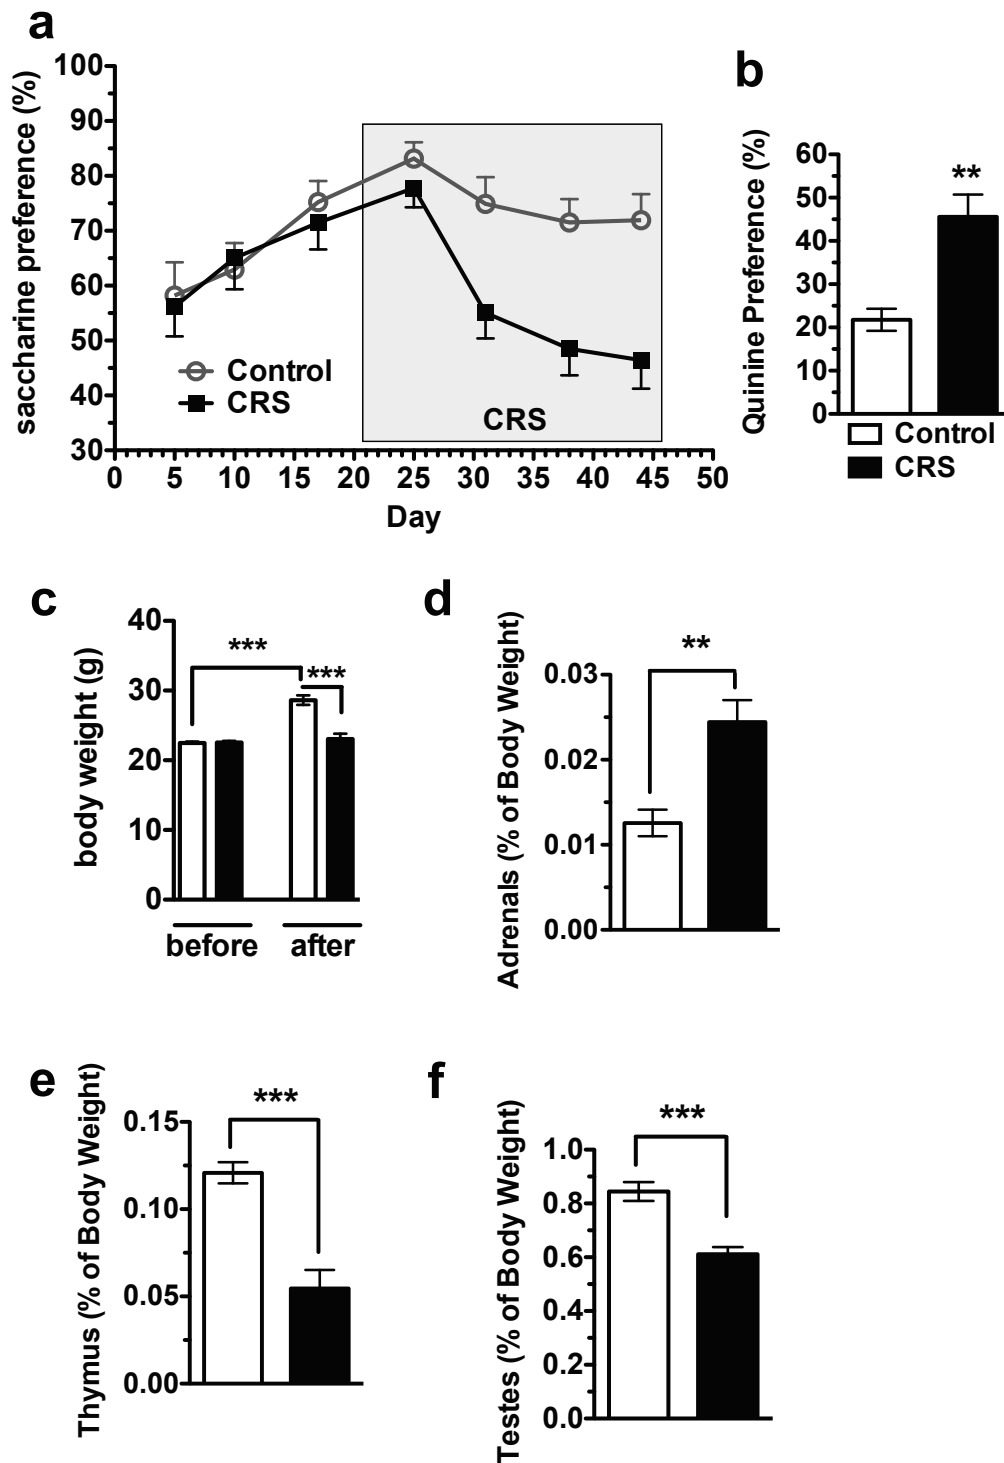 a
saccharine preference (%)
100
90
80
70
60
50
40
30
Control
CRS
CRS
0 5 10 15 20 25 30 35 40 45 50
Day
b
Quinine Preference (%)
60
50
40
30
20
10
0
**
Control
CRS
c
body weight (g)
40
30
20
10
0
***
***
before after
d
Adrenals (% of Body Weight)
0.03
0.02
0.01
0.00
**
e
Thymus (% of Body Weight)
0.15
0.10
0.05
0.00
***
f
Testes (% of Body Weight)
1.0
0.8
0.6
0.4
0.2
0.0
***